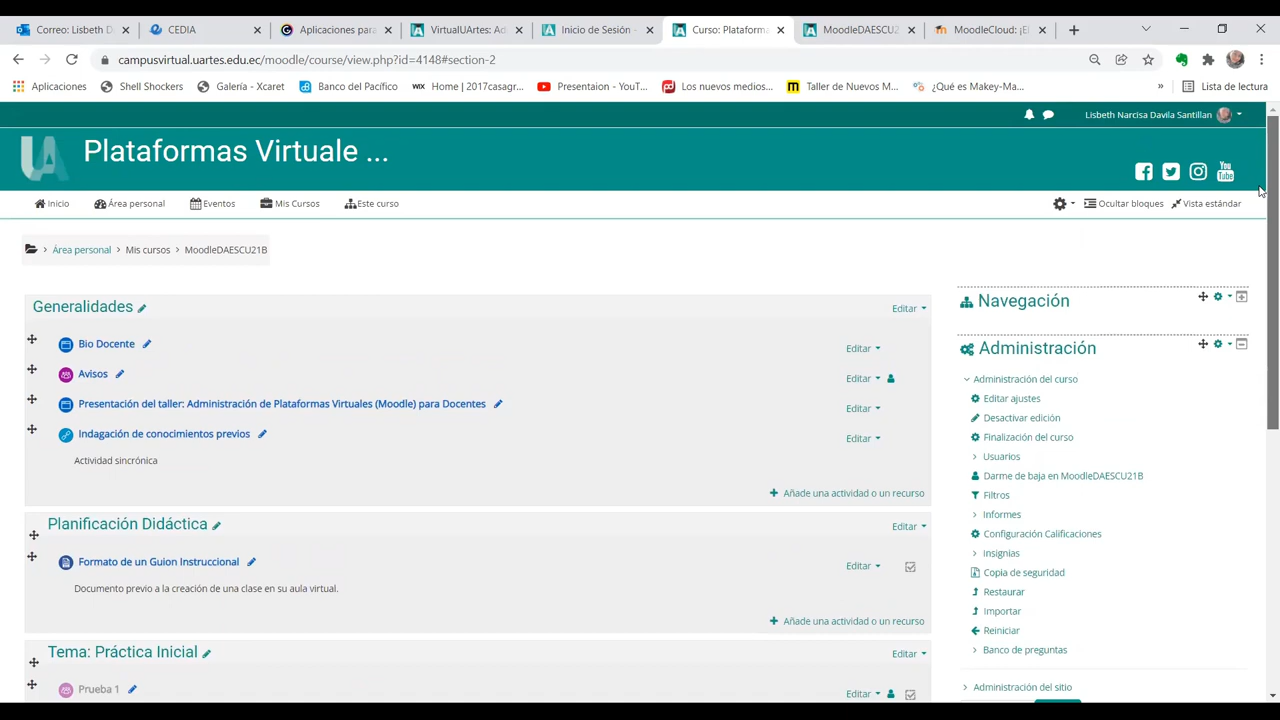 Correo: Lisbeth D
CEDIA
Aplicaciones para
VirtualUArtes: Ad
Inicio de Sesión -
Curso: Plataforma
MoodleDAESCU2
MoodleCloud: ¡El
campusvirtual.uartes.edu.ec/moodle/course/view.php?id=4148#section-2
Aplicaciones
Shell Shockers
Galería - Xcaret
Banco del Pacífico
WIX Home | 2017casagr...
Presentaion - YouT...
Los nuevos medios...
Taller de Nuevos M...
¿Qué es Makey-Ma...
»
Lista de lectura
Lisbeth Narcisa Davila Santillan
UA Plataformas Virtuale ...
You Tube
Inicio
Área personal
Eventos
Mis Cursos
Este curso
Ocultar bloques
Vista estándar
Área personal > Mis cursos > MoodleDAESCU21B
Generalidades
Editar
Bio Docente
Editar
Avisos
Editar
Presentación del taller: Administración de Plataformas Virtuales (Moodle) para Docentes
Editar
Indagación de conocimientos previos
Editar
Actividad sincrónica
+ Añade una actividad o un recurso
Planificación Didáctica
Editar
Formato de un Guion Instruccional
Editar
Documento previo a la creación de una clase en su aula virtual.
+ Añade una actividad o un recurso
Tema: Práctica Inicial
Editar
Prueba 1
Editar
Navegación
Administración
Administración del curso
Editar ajustes
Desactivar edición
Finalización del curso
Usuarios
Darme de baja en MoodleDAESCU21B
Filtros
Informes
Configuración Calificaciones
Insignias
Copia de seguridad
Restaurar
Importar
Reiniciar
Banco de preguntas
Administración del sitio